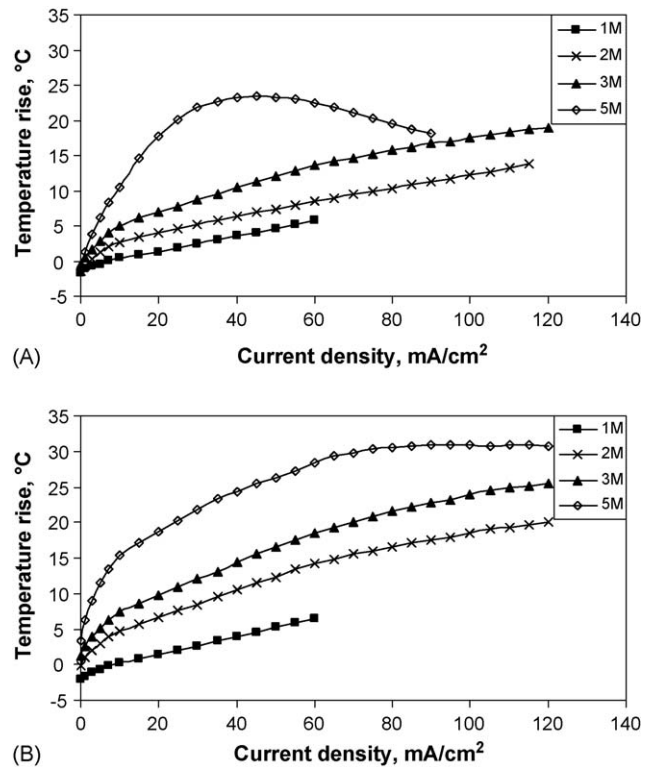 35
30
25
20
15
10
5
0
-5
Temperature rise, °C
1M
2M
3M
5M
0 20 40 60 80 100 120 140
(A)
Current density, mA/cm²
35
30
25
20
15
10
5
0
-5
Temperature rise, °C
1M
2M
3M
5M
0 20 40 60 80 100 120 140
(B)
Current density, mA/cm²